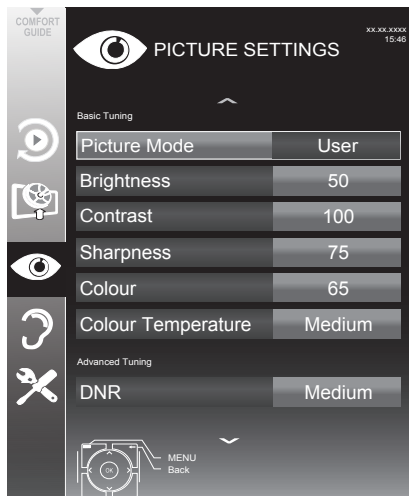 COMFORT
GUIDE
PICTURE SETTINGS
xx.xx.xxxx
15:46
Basic Tuning
Picture Mode User
Brightness 50
Contrast 100
Sharpness 75
Colour 65
Colour Temperature Medium
Advanced Tuning
DNR Medium
MENU
OK
Back